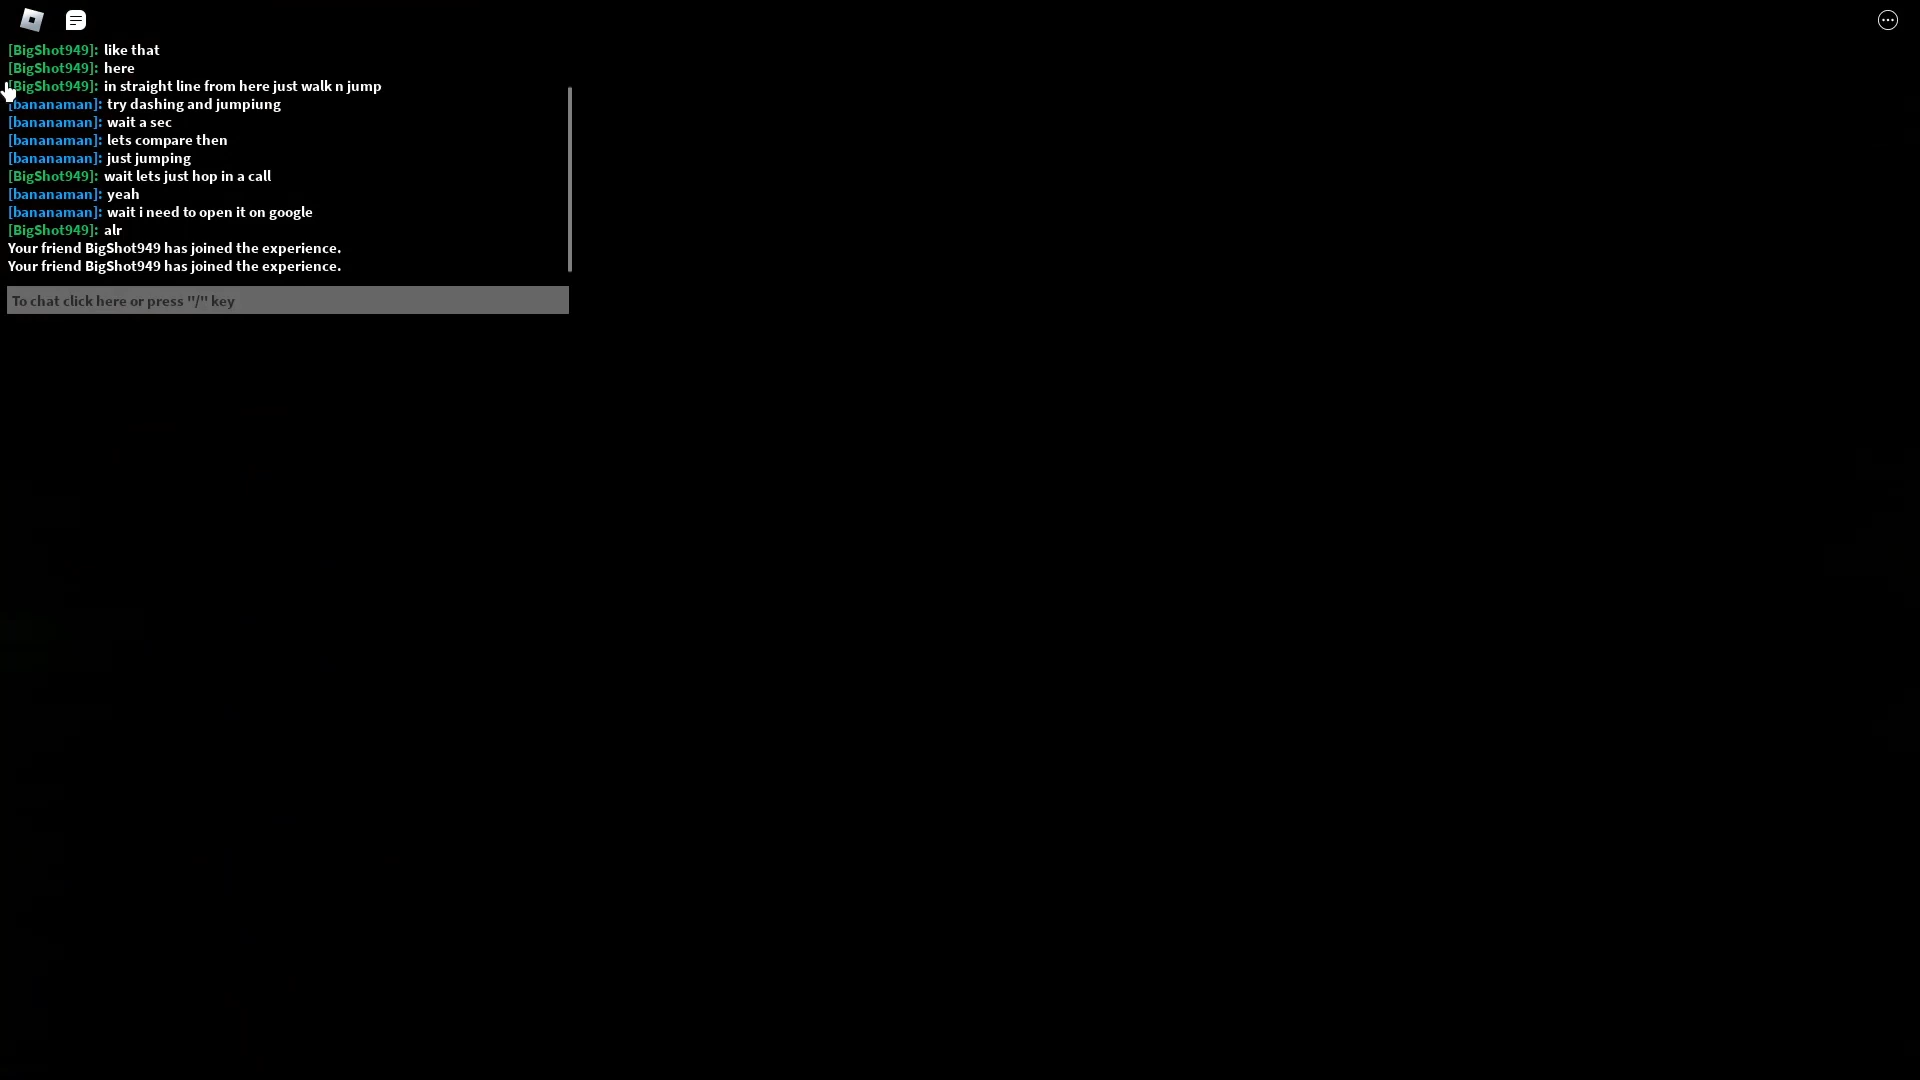 [BigShot949]: like that
[BigShot949]: here
[BigShot949]: in straight line from here just walk n jump
[bananaman]: try dashing and jumpiung
[bananaman]: wait a sec
[bananaman]: lets compare then
[bananaman]: just jumping
[BigShot949]: wait lets just hop in a call
[bananaman]: yeah
[bananaman]: wait i need to open it on google
[BigShot949]: alr
Your friend BigShot949 has joined the experience.
Your friend BigShot949 has joined the experience.
To chat click here or press "/" key